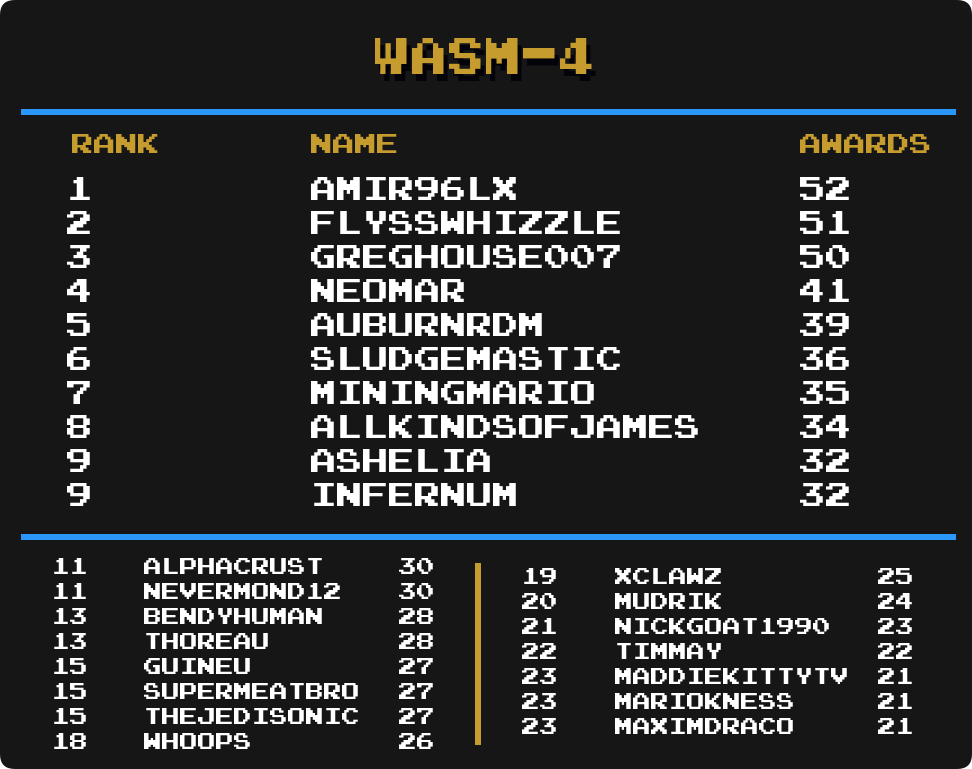 WASM-4
RANK NAME AWARDS
1 AMIR96LX 52
2 FLYSSWHIZZLE 51
3 GREGHOUSE007 50
4 NEOMAR 41
5 AUBURNRDM 39
6 SLUDGEMASTIC 36
7 MININGMARIO 35
8 ALLKINDSOFJAMES 34
9 ASHELIA 32
9 INFERNUM 32
11 ALPHACRUST 30
11 NEVERMOND12 30
13 BENDYHUMAN 28
13 THOREAU 28
15 GUINEU 27
15 SUPERMEATBRO 27
15 THEJEDISONIC 27
18 WHOOPS 26
19 XCLAWZ 25
20 MUDRIK 24
21 NICKGOAT1990 23
22 TIMMAY 22
23 MADDIEKITTYTV 21
23 MARIOKNESS 21
23 MAXIMDRACO 21